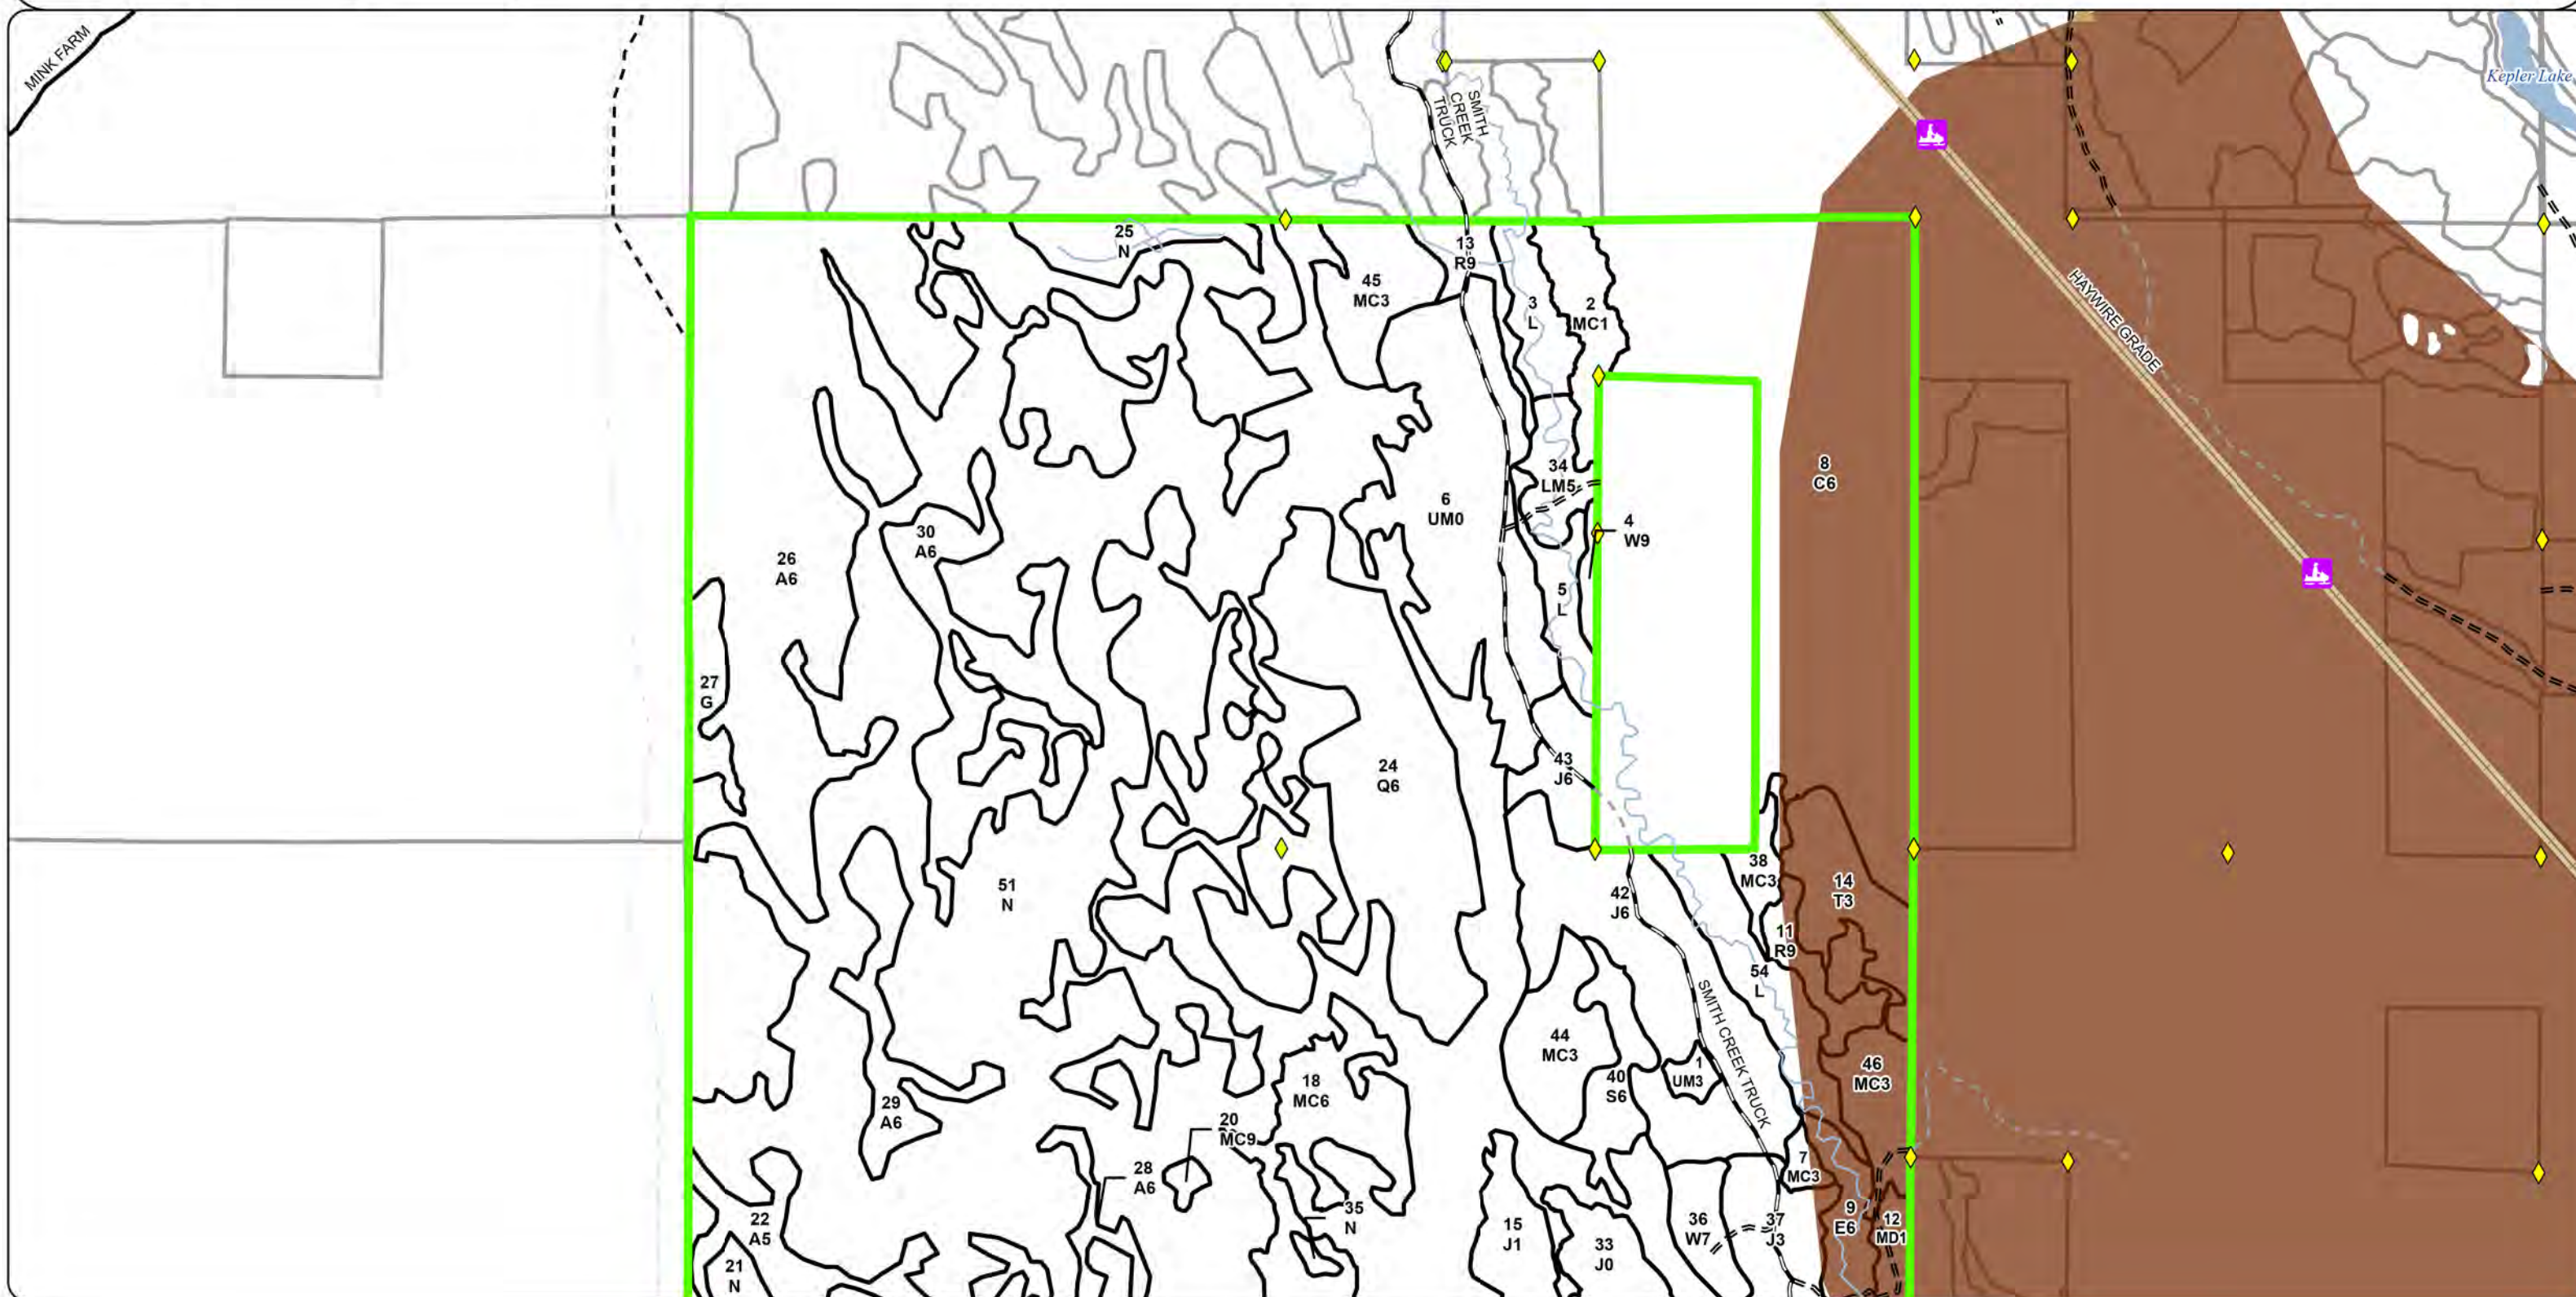 MINK FARM
Kepler Lake
SMITH
CREEK
TRUCK
25
N
13
R9
45
MC3
3
L
2
MC1
HAYWIRE GRADE
8
C6
34
LM5
6
UM0
4
W9
30
A6
26
A6
5
L
27
G
24
Q6
43
J6
38
MC3
14
T3
51
N
42
J6
11
R9
54
L
SMITH CREEK TRUCK
44
MC3
1
UM3
46
MC3
40
S6
18
MC6
29
A6
20
MC9
28
A6
7
MC3
35
N
22
A5
15
J1
36
W7
37
J3
9
E6
12
MD1
33
J0
21
N